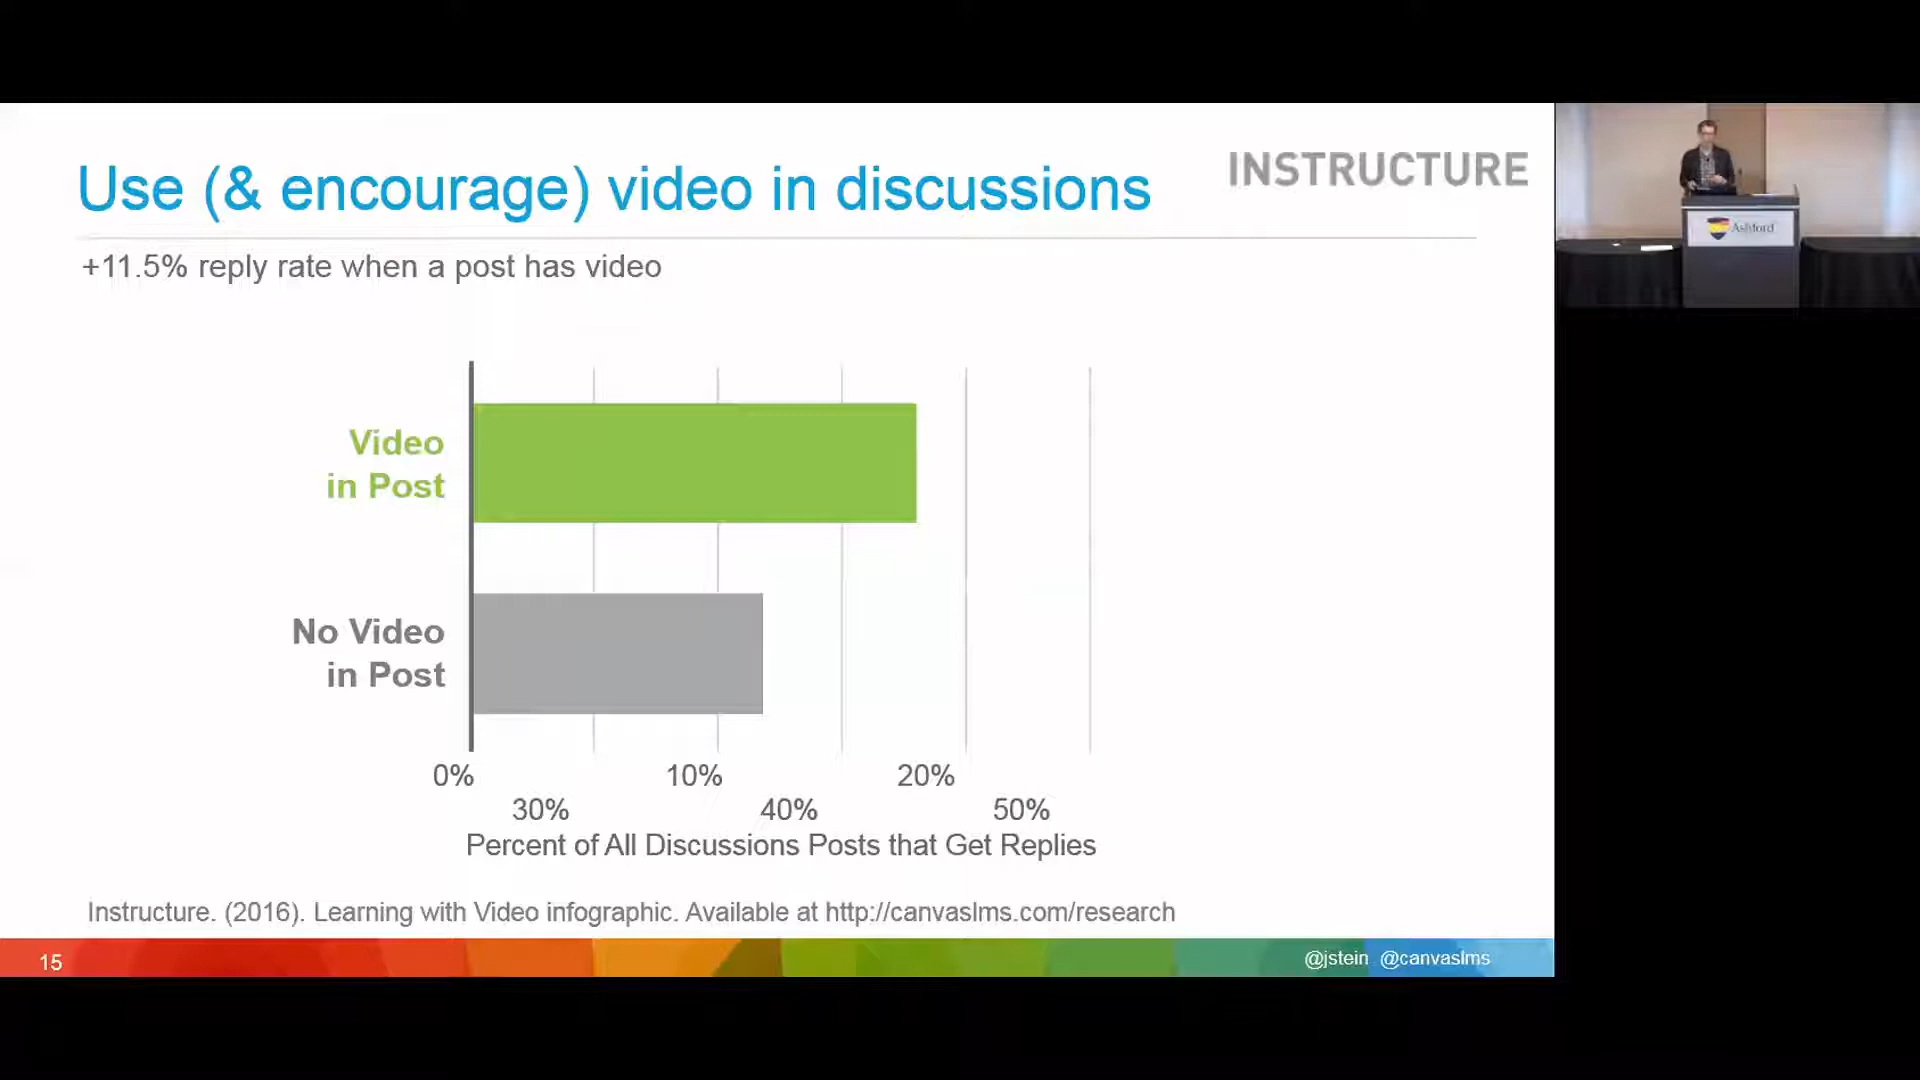 Use (& encourage) video in discussions
INSTRUCTURE
+11.5% reply rate when a post has video
Video
in Post
No Video
in Post
0% 10% 20%
30% 40% 50%
Percent of All Discussions Posts that Get Replies
Instructure. (2016). Learning with Video infographic. Available at http://canvaslms.com/research
15
@jstein @canvaslms
Ashford